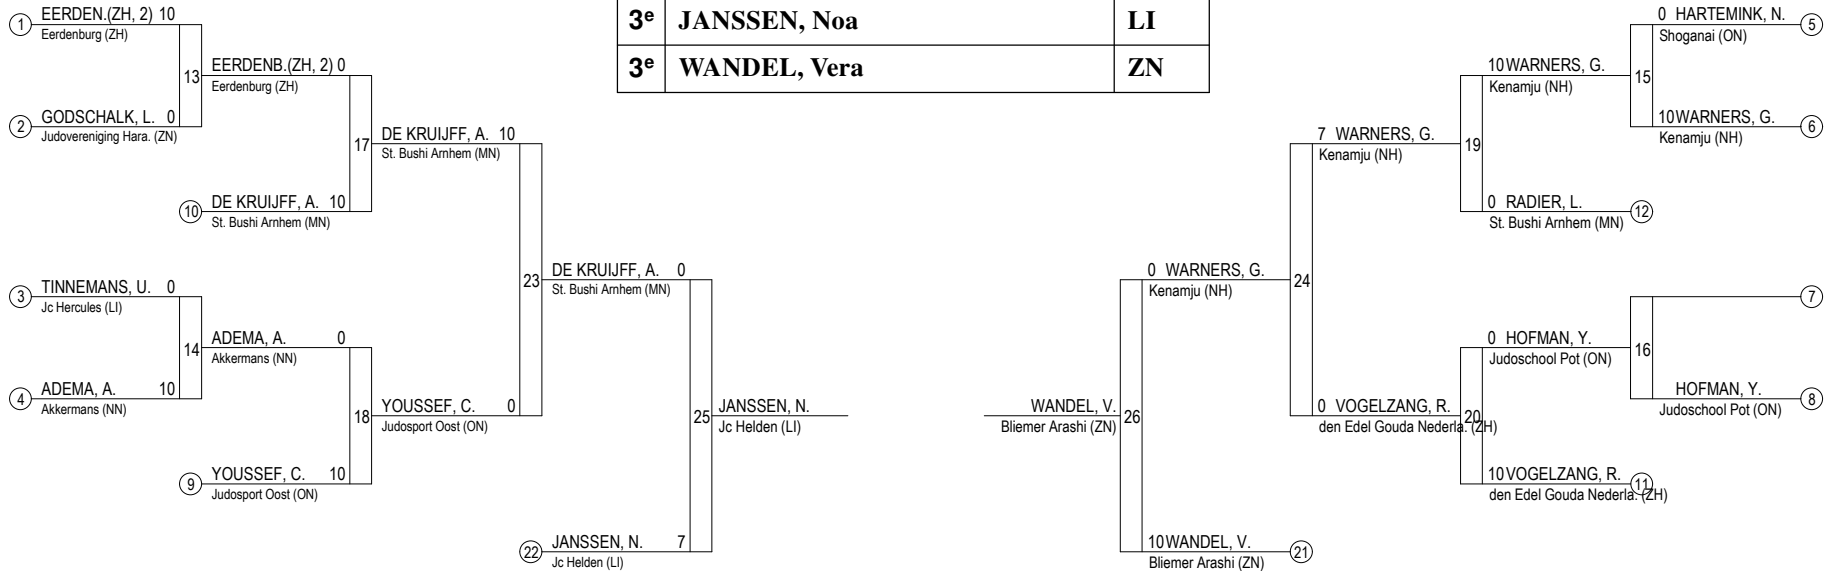 3e JANSSEN, Noa LI
3e WANDEL, Vera ZN
1 EERDEN.(ZH, 2) 10
Eerdenburg (ZH)
13
EERDENB.(ZH, 2) 0
Eerdenburg (ZH)
2 GODSCHALK, L. 0
Judovereniging Hara. (ZN)
17
DE KRUIJFF, A. 10
St. Bushi Arnhem (MN)
10 DE KRUIJFF, A. 10
St. Bushi Arnhem (MN)
23
DE KRUIJFF, A. 0
St. Bushi Arnhem (MN)
3 TINNEMANS, U. 0
Jc Hercules (LI)
14
ADEMA, A. 0
Akkermans (NN)
4 ADEMA, A. 10
Akkermans (NN)
18
YOUSSEF, C. 0
Judosport Oost (ON)
9 YOUSSEF, C. 10
Judosport Oost (ON)
25
JANSSEN, N.
Jc Helden (LI)
22 JANSSEN, N. 7
Jc Helden (LI)
0 HARTEMINK, N. 5
Shoganai (ON)
15
10 WARNERS, G.
Kenamju (NH)
10 WARNERS, G. 6
Kenamju (NH)
19
7 WARNERS, G.
Kenamju (NH)
0 RADIER, L. 12
St. Bushi Arnhem (MN)
24
0 WARNERS, G.
Kenamju (NH)
7
16
0 HOFMAN, Y.
Judoschool Pot (ON)
HOFMAN, Y. 8
Judoschool Pot (ON)
20
0 VOGELZANG, R.
den Edel Gouda Nederla. (ZH)
10 VOGELZANG, R. 11
den Edel Gouda Nederla. (ZH)
26
WANDEL, V.
Bliemer Arashi (ZN)
10 WANDEL, V. 21
Bliemer Arashi (ZN)